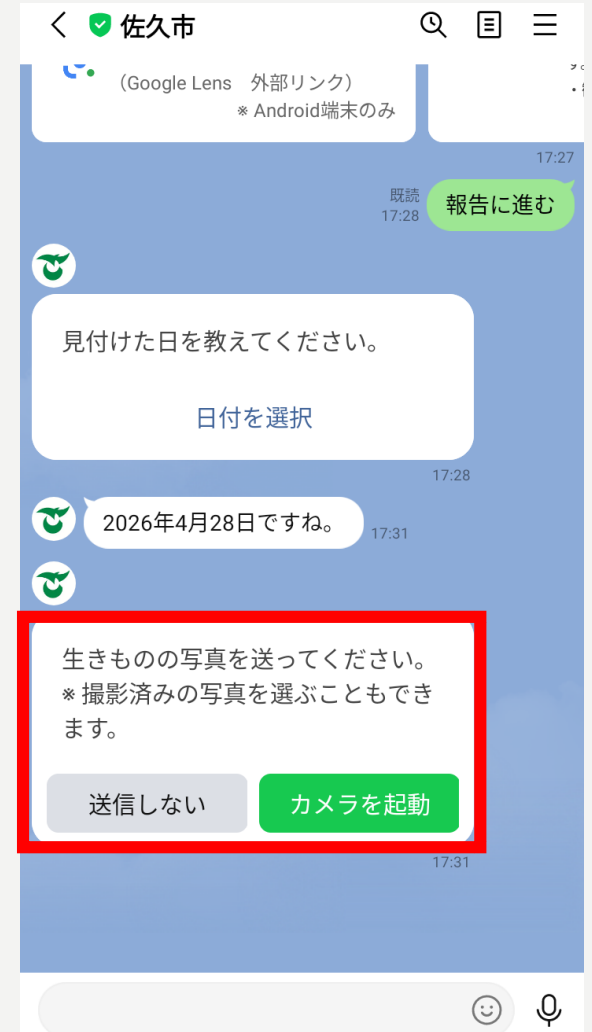 佐久市
（Google Lens　外部リンク）
※ Android端末のみ
17:27
既読
17:28
報告に進む
見付けた日を教えてください。
日付を選択
17:28
2026年4月28日ですね。
17:31
生きものの写真を送ってください。
※ 撮影済みの写真を選ぶこともでき
ます。
送信しない
カメラを起動
17:31